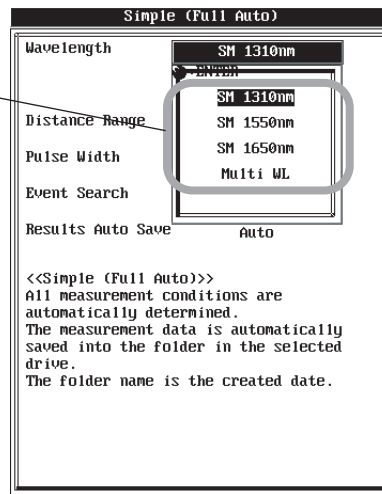 Simple (Full Auto)
Wavelength
SM 1310nm
ENTER
SM 1310nm
Distance Range
SM 1550nm
Pulse Width
SM 1650nm
Multi WL
Event Search
Results Auto Save
Auto
<<Simple (Full Auto)>>
All measurement conditions are
automatically determined.
The measurement data is automatically
saved into the folder in the selected
drive.
The folder name is the created date.